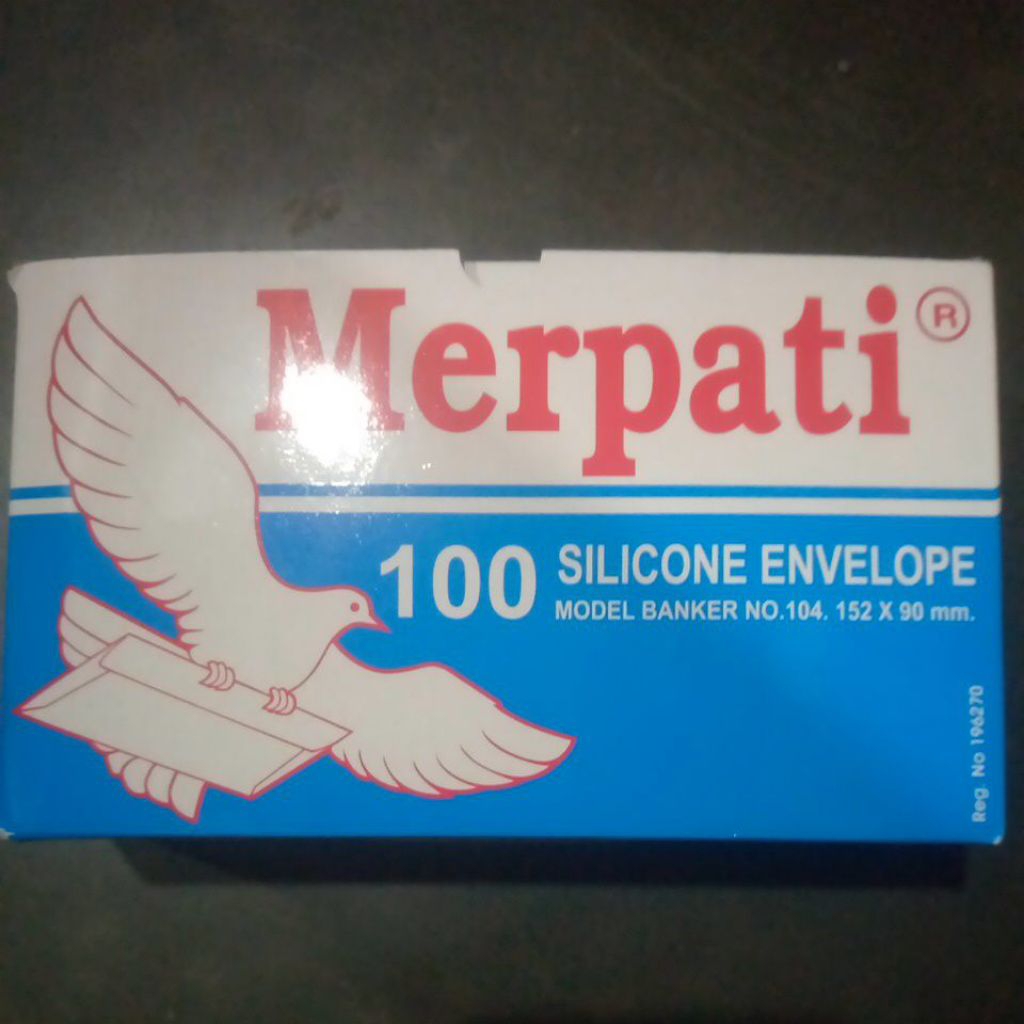 Merpati ®
100 SILICONE ENVELOPE
MODEL BANKER NO.104. 152 X 90 mm.
Reg. No 196270